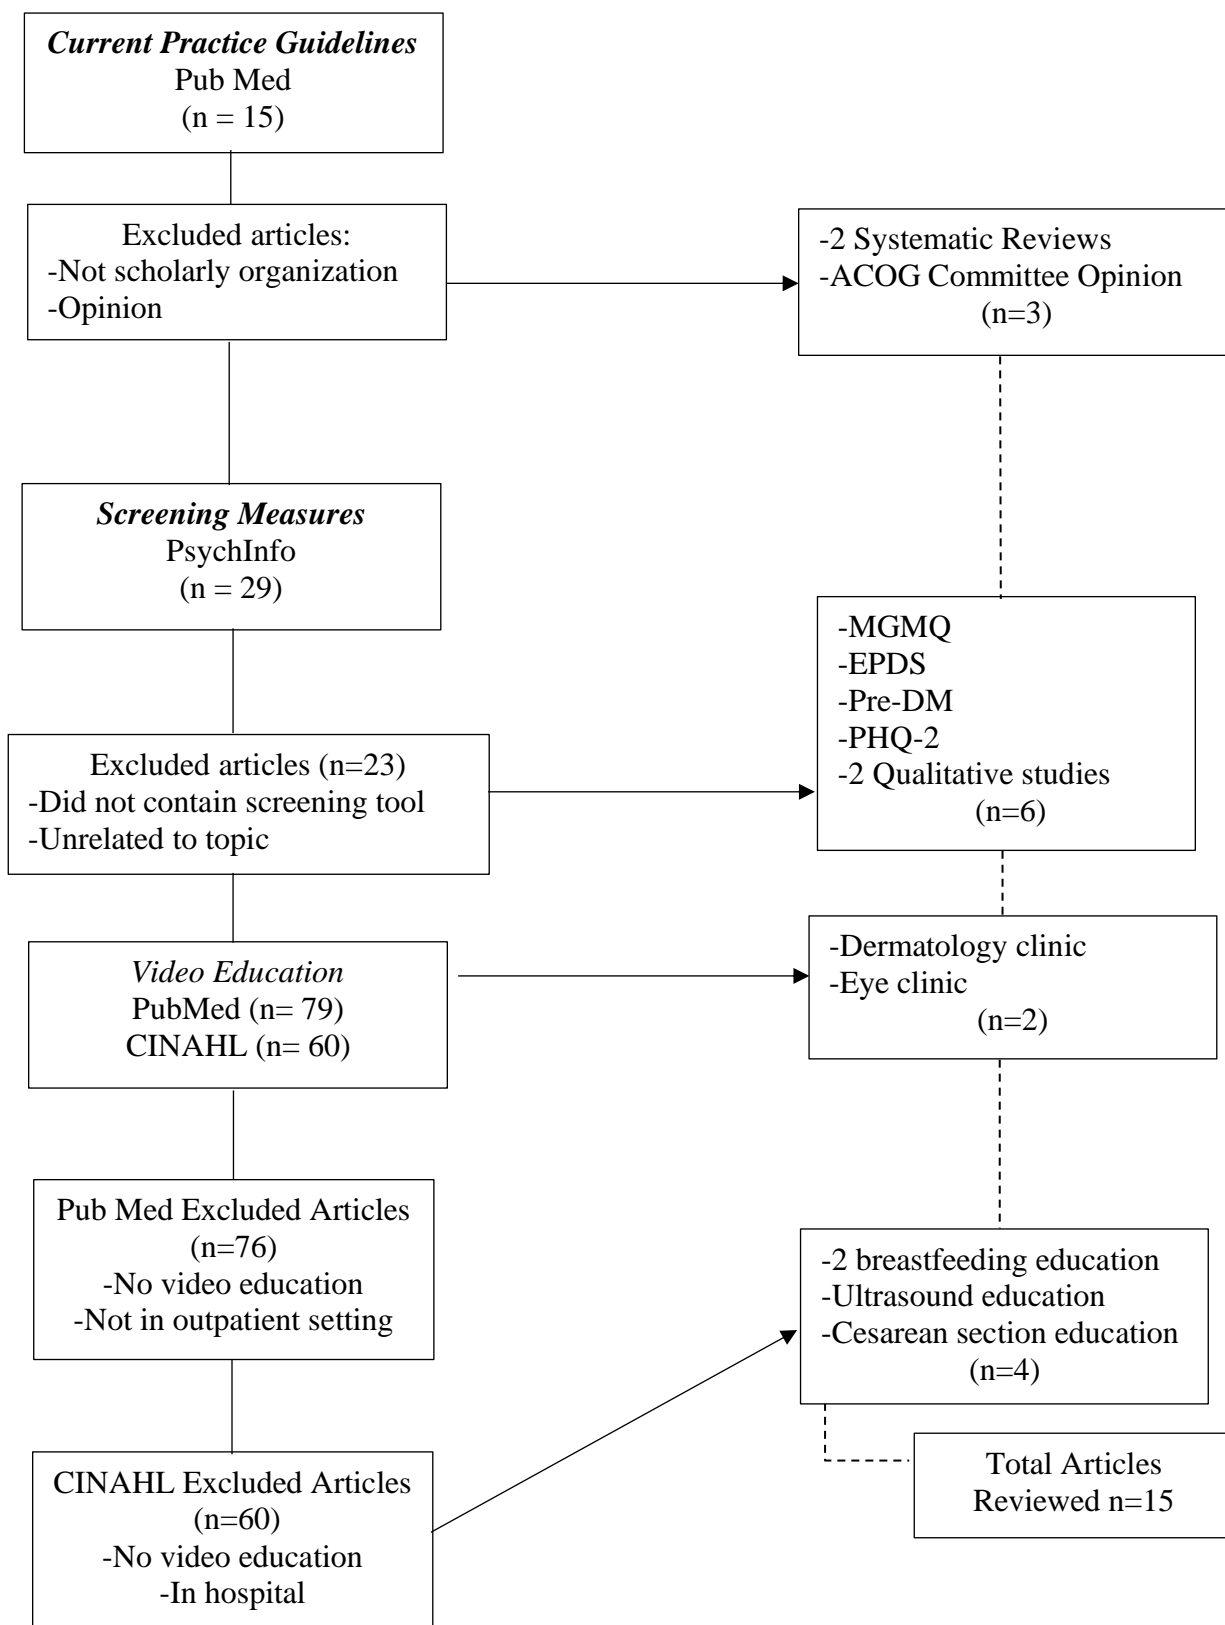 Current Practice Guidelines
Pub Med
(n = 15)
Excluded articles:
-Not scholarly organization
-Opinion
-2 Systematic Reviews
-ACOG Committee Opinion
(n=3)
Screening Measures
PsychInfo
(n = 29)
-MGMQ
-EPDS
-Pre-DM
-PHQ-2
-2 Qualitative studies
(n=6)
Excluded articles (n=23)
-Did not contain screening tool
-Unrelated to topic
Video Education
PubMed (n= 79)
CINAHL (n= 60)
-Dermatology clinic
-Eye clinic
(n=2)
Pub Med Excluded Articles
(n=76)
-No video education
-Not in outpatient setting
-2 breastfeeding education
-Ultrasound education
-Cesarean section education
(n=4)
CINAHL Excluded Articles
(n=60)
-No video education
-In hospital
Total Articles
Reviewed n=15